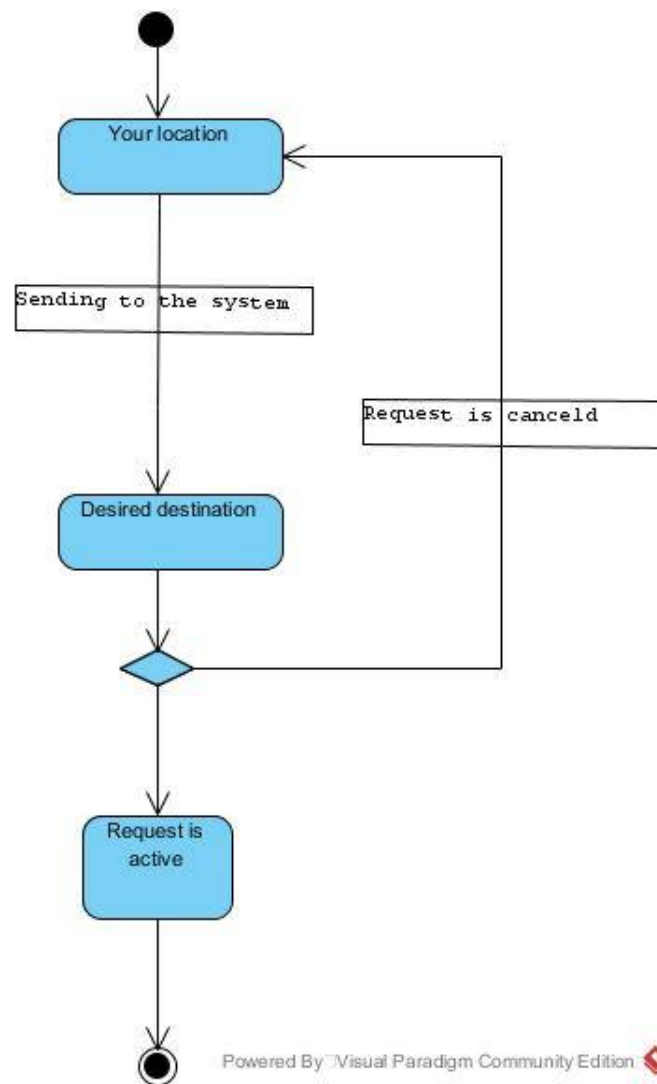 Your location
Sending to the system
Request is canceld
Desired destination
Request is
active
Powered By Visual Paradigm Community Edition